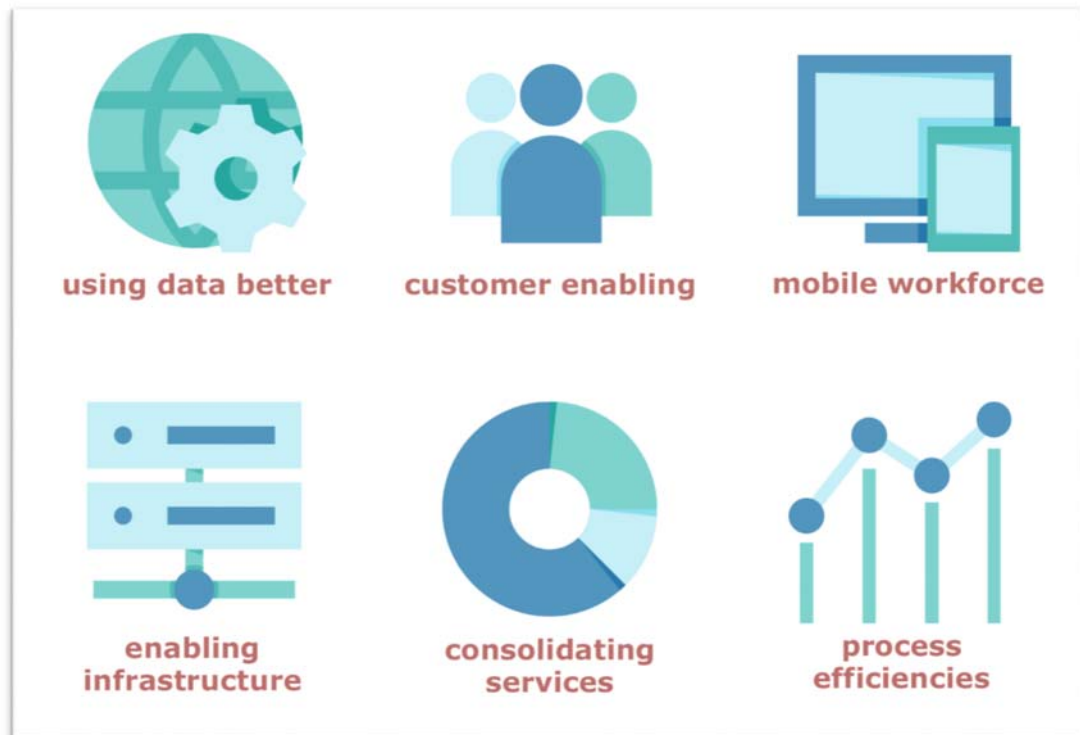 using data better
customer enabling
mobile workforce
enabling
infrastructure
consolidating
services
process
efficiencies